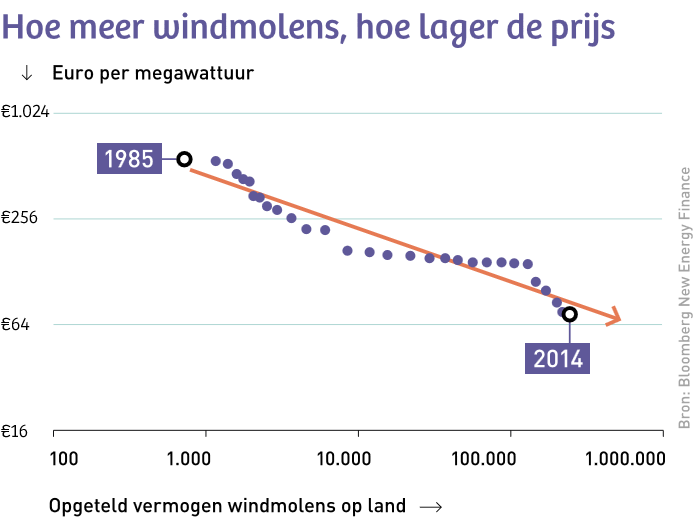 Hoe meer windmolens, hoe lager de prijs
↓ Euro per megawattuur
€1.024
1985
€256
€64
2014
€16
100 1.000 10.000 100.000 1.000.000
Opgeteld vermogen windmolens op land →
Bron: Bloomberg New Energy Finance